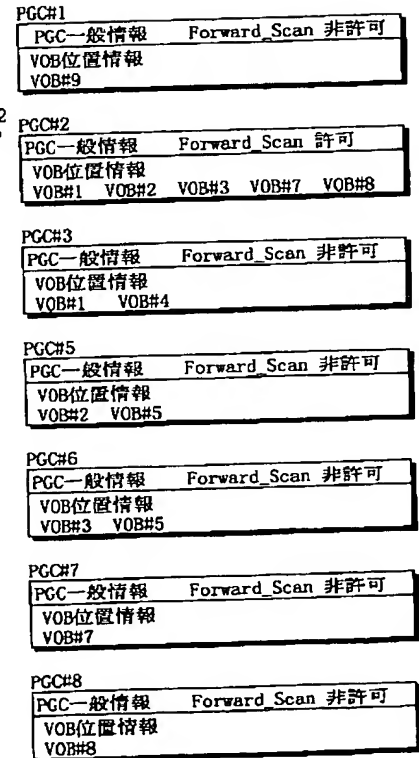 PGC#1
PGC一般情報 Forward_Scan 非許可
VOB位置情報
VOB#9
2
PGC#2
PGC一般情報 Forward_Scan 許可
VOB位置情報
VOB#1 VOB#2 VOB#3 VOB#7 VOB#8
PGC#3
PGC一般情報 Forward_Scan 非許可
VOB位置情報
VOB#1 VOB#4
PGC#5
PGC一般情報 Forward_Scan 非許可
VOB位置情報
VOB#2 VOB#5
PGC#6
PGC一般情報 Forward_Scan 非許可
VOB位置情報
VOB#3 VOB#5
PGC#7
PGC一般情報 Forward_Scan 非許可
VOB位置情報
VOB#7
PGC#8
PGC一般情報 Forward_Scan 非許可
VOB位置情報
VOB#8